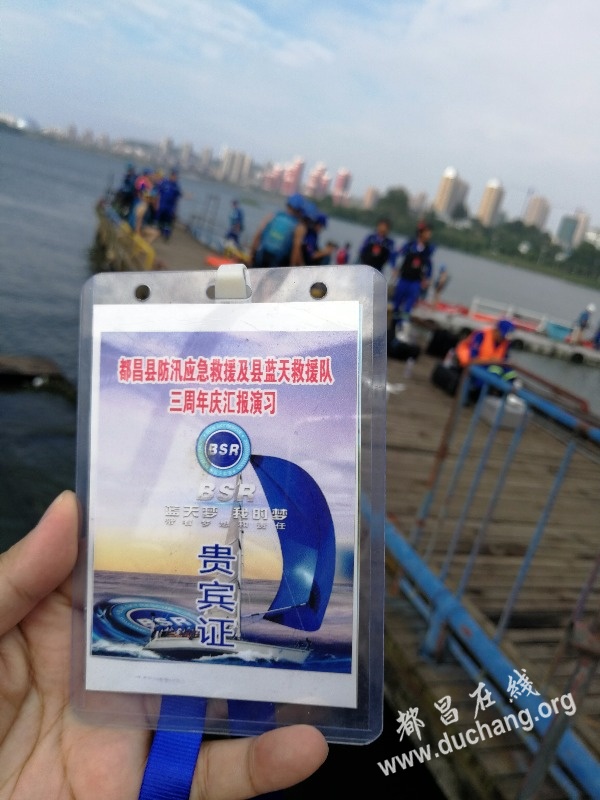 都昌县防汛应急救援及县蓝天救援队
三周年庆汇报演习
BSR
BSR
蓝天梦 我的梦
贵宾证
都昌在線
www.duchang.org